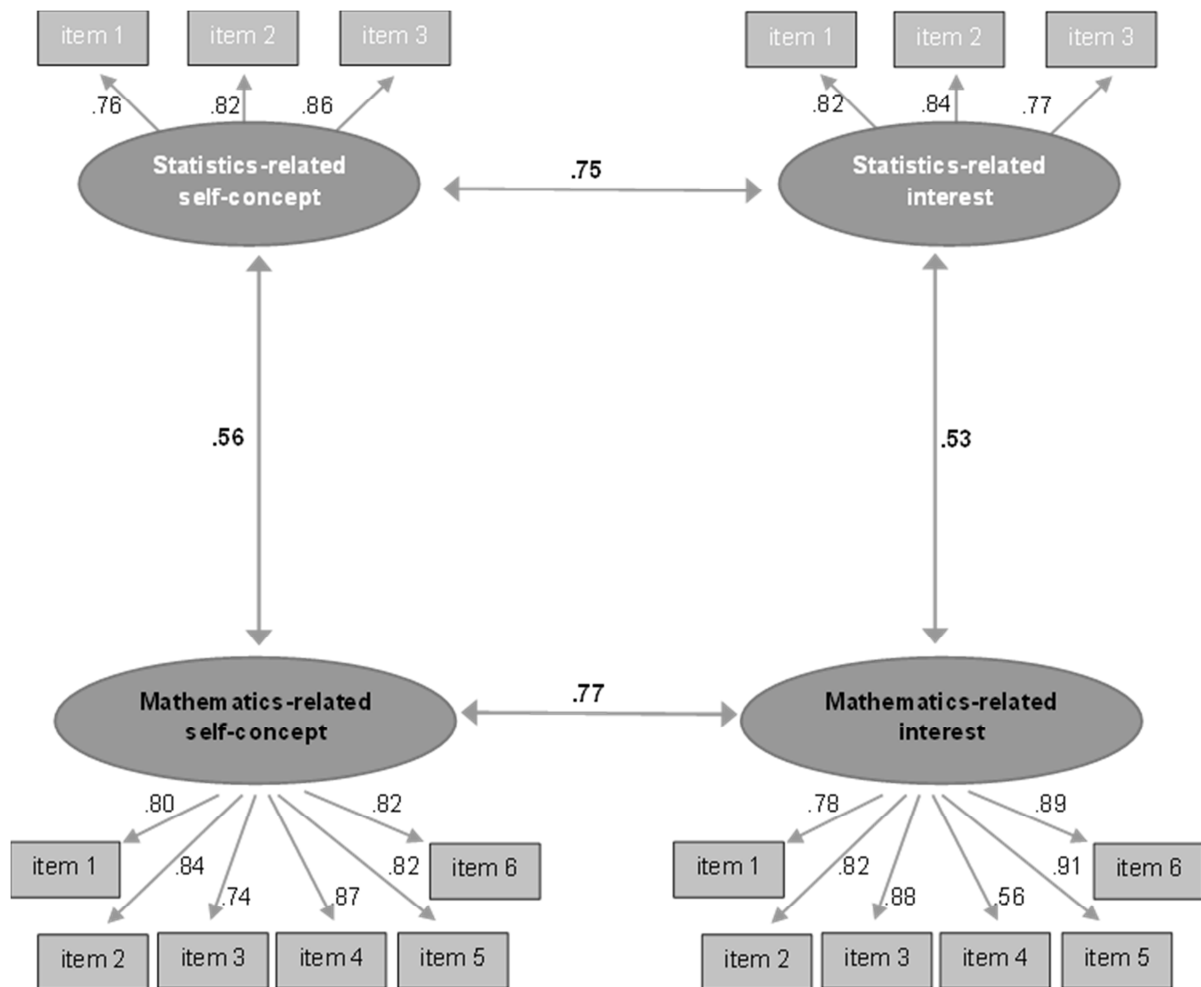 item 1
item 2
item 3
item 1
item 2
item 3
.76
.82
.86
.82
.84
.77
Statistics-related
self-concept
.75
Statistics-related
interest
.56
.53
Mathematics-related
self-concept
.77
Mathematics-related
interest
.80
.82
.84
.74
.87
.82
item 1
item 6
item 2
item 3
item 4
item 5
.78
.89
.82
.88
.56
.91
item 1
item 6
item 2
item 3
item 4
item 5